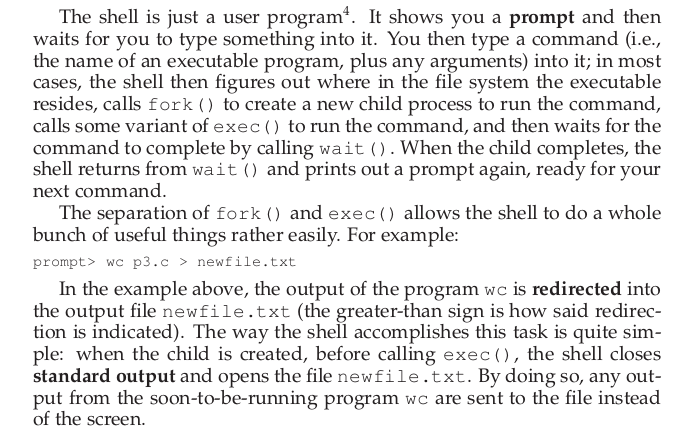 The shell is just a user program4. It shows you a prompt and then
waits for you to type something into it. You then type a command (i.e.,
the name of an executable program, plus any arguments) into it; in most
cases, the shell then figures out where in the file system the executable
resides, calls fork() to create a new child process to run the command,
calls some variant of exec() to run the command, and then waits for the
command to complete by calling wait(). When the child completes, the
shell returns from wait() and prints out a prompt again, ready for your
next command.
The separation of fork() and exec() allows the shell to do a whole
bunch of useful things rather easily. For example:
prompt> wc p3.c > newfile.txt
In the example above, the output of the program wc is redirected into
the output file newfile.txt (the greater-than sign is how said redirec-
tion is indicated). The way the shell accomplishes this task is quite sim-
ple: when the child is created, before calling exec(), the shell closes
standard output and opens the file newfile.txt. By doing so, any out-
put from the soon-to-be-running program wc are sent to the file instead
of the screen.